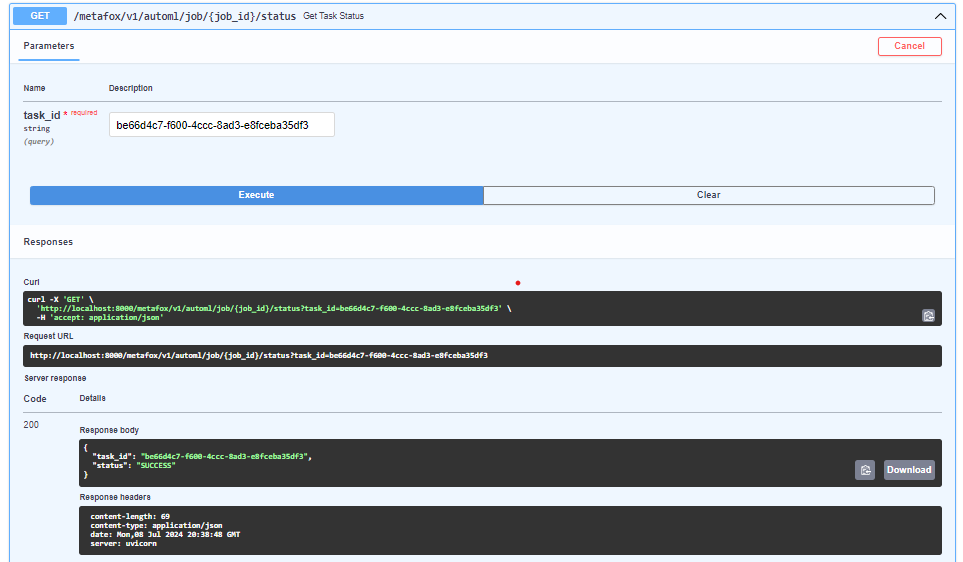 GET /metafox/v1/automl/job/{job_id}/status Get Task Status
Parameters
Cancel
Name Description
task_id * required
string
(query)
be66d4c7-f600-4ccc-8ad3-e8fceba35df3
Execute Clear
Responses
Curl
curl -X 'GET' \
'http://localhost:8000/metafox/v1/automl/job/{job_id}/status?task_id=be66d4c7-f600-4ccc-8ad3-e8fceba35df3' \
-H 'accept: application/json'
Request URL
http://localhost:8000/metafox/v1/automl/job/{job_id}/status?task_id=be66d4c7-f600-4ccc-8ad3-e8fceba35df3
Server response
Code Details
200
Response body
{
"task_id": "be66d4c7-f600-4ccc-8ad3-e8fceba35df3",
"status": "SUCCESS"
}
Download
Response headers
content-length: 69
content-type: application/json
date: Mon,08 Jul 2024 20:38:48 GMT
server: uvicorn